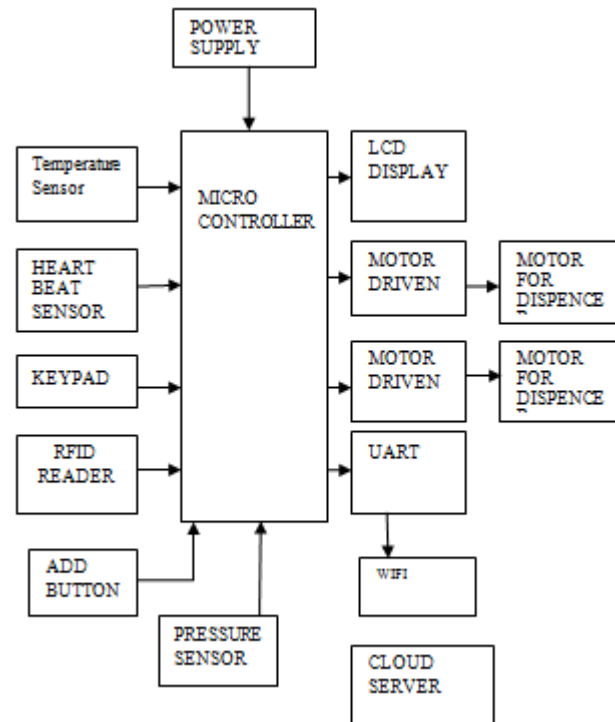 POWER
SUPPLY
Temperature
Sensor
HEART
BEAT
SENSOR
KEYPAD
RFID
READER
ADD
BUTTON
PRESSURE
SENSOR
MICRO
CONTROLLER
LCD
DISPLAY
MOTOR
DRIVEN
MOTOR
FOR
DISPENCE
MOTOR
DRIVEN
MOTOR
FOR
DISPENCE
UART
WIFI
CLOUD
SERVER